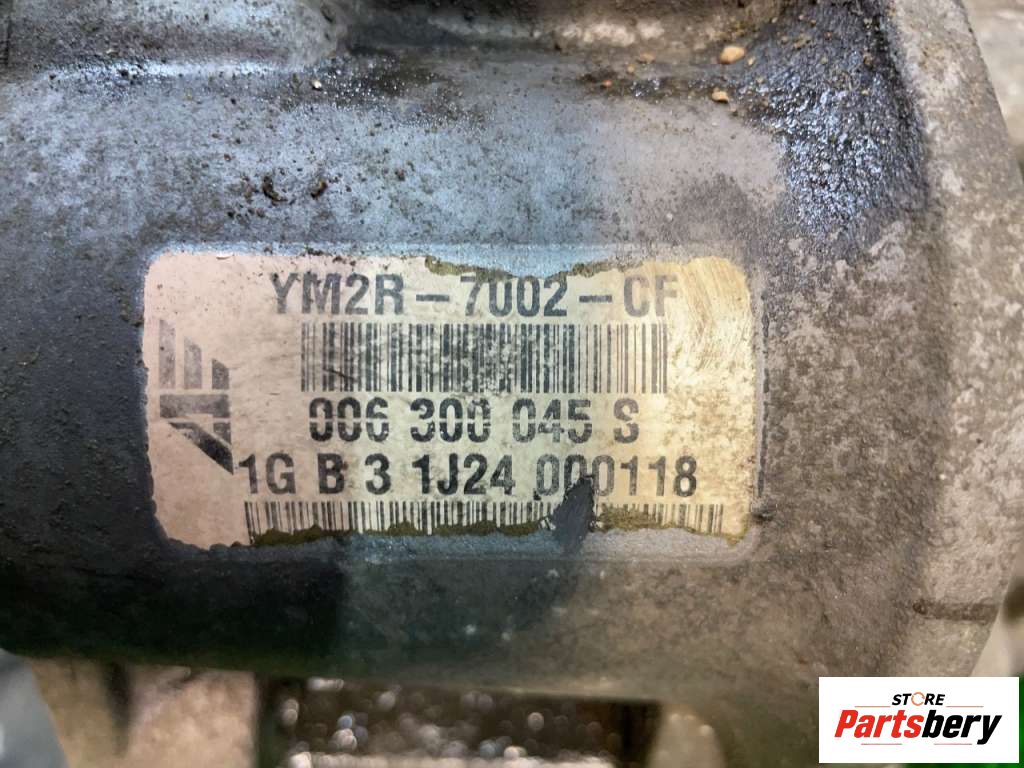 YM2R-7002-CF
006 300 045 S
1G B 3 1J24 000118
STORE
Partsbery